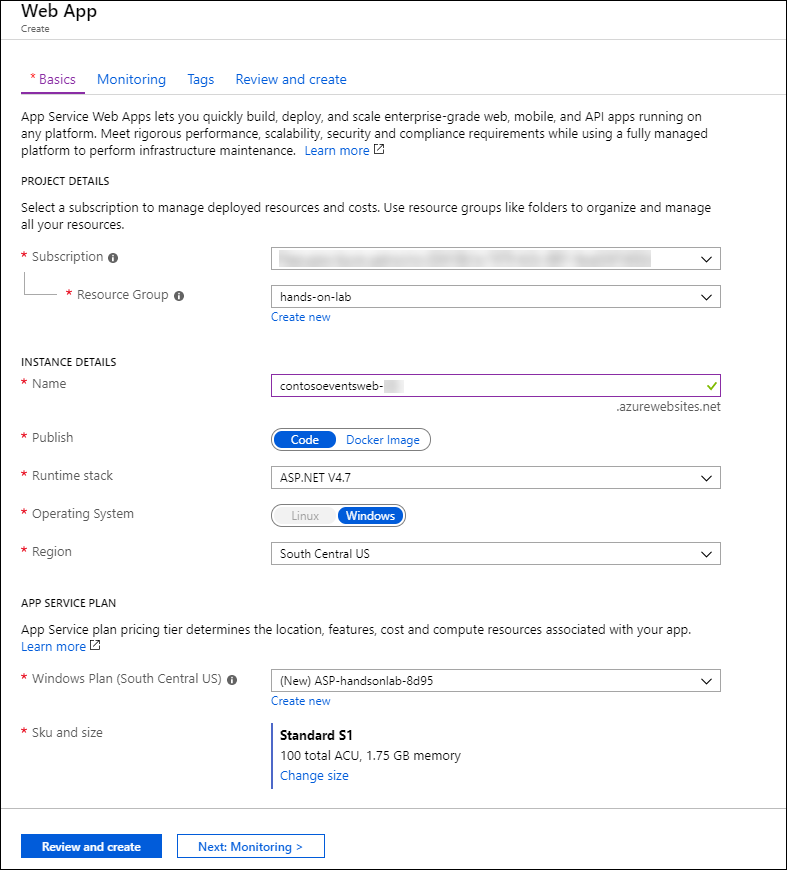 Web App
Create
* Basics Monitoring Tags Review and create
App Service Web Apps lets you quickly build, deploy, and scale enterprise-grade web, mobile, and API apps running on
any platform. Meet rigorous performance, scalability, security and compliance requirements while using a fully managed
platform to perform infrastructure maintenance. Learn more
PROJECT DETAILS
Select a subscription to manage deployed resources and costs. Use resource groups like folders to organize and manage
all your resources.
* Subscription
* Resource Group hands-on-lab
Create new
INSTANCE DETAILS
* Name contosoeventsweb-
.azurewebsites.net
* Publish Code Docker Image
* Runtime stack ASP.NET V4.7
* Operating System Linux Windows
* Region South Central US
APP SERVICE PLAN
App Service plan pricing tier determines the location, features, cost and compute resources associated with your app.
Learn more
* Windows Plan (South Central US) (New) ASP-handsonlab-8d95
Create new
* Sku and size Standard S1
100 total ACU, 1.75 GB memory
Change size
Review and create Next: Monitoring >